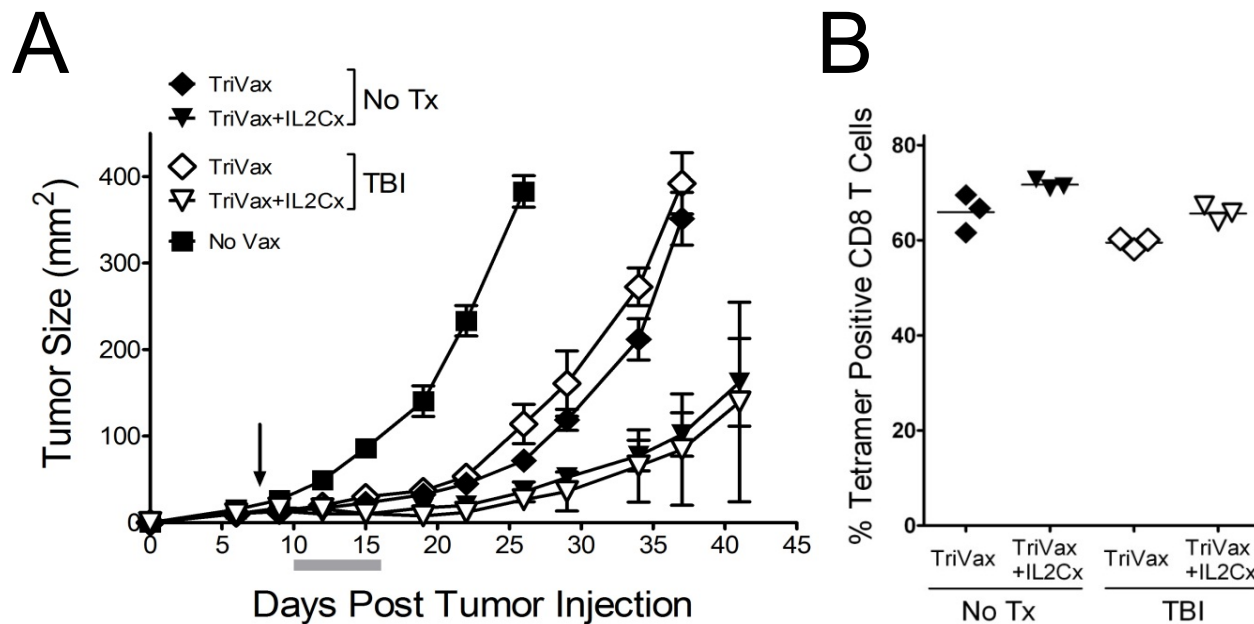 A
TriVax
TriVax+IL2Cx
No Tx
TriVax
TriVax+IL2Cx
TBI
No Vax
Tumor Size (mm2)
400
300
200
100
0
0 5 10 15 20 25 30 35 40 45
Days Post Tumor Injection
B
% Tetramer Positive CD8 T Cells
80
60
40
20
0
TriVax
TriVax
+IL2Cx
TriVax
TriVax
+IL2Cx
No Tx
TBI